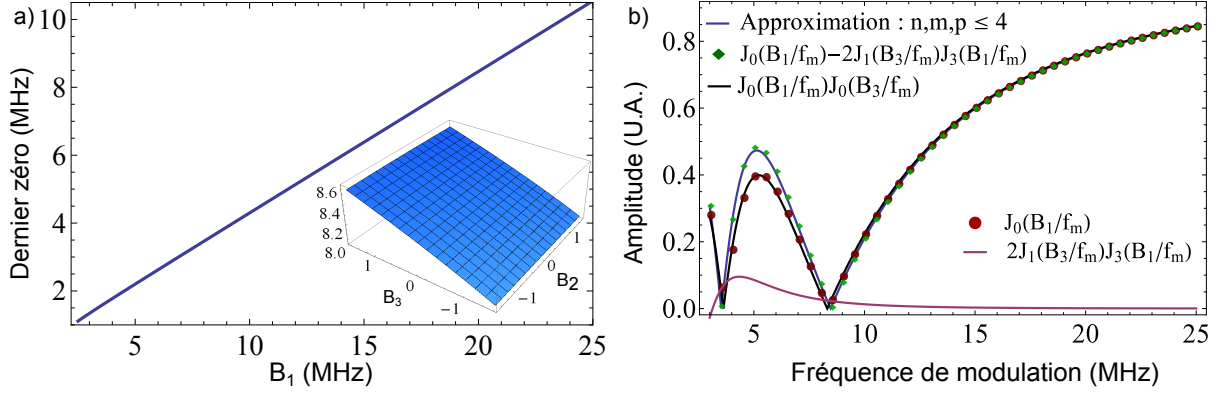 a)
Dernier zéro (MHz)
10
8
6
4
2
5
10
15
20
25
B₁ (MHz)
8.6
8.4
8.2
8.0
1
0
−1
B₃
1
0
−1
B₂
b)
Amplitude (U.A.)
0.8
0.6
0.4
0.2
0.0
Approximation : n,m,p ≤ 4
J₀(B₁/fₘ)−2J₁(B₃/fₘ)J₃(B₁/fₘ)
J₀(B₁/fₘ)J₀(B₃/fₘ)
J₀(B₁/fₘ)
2J₁(B₃/fₘ)J₃(B₁/fₘ)
5
10
15
20
25
Fréquence de modulation (MHz)